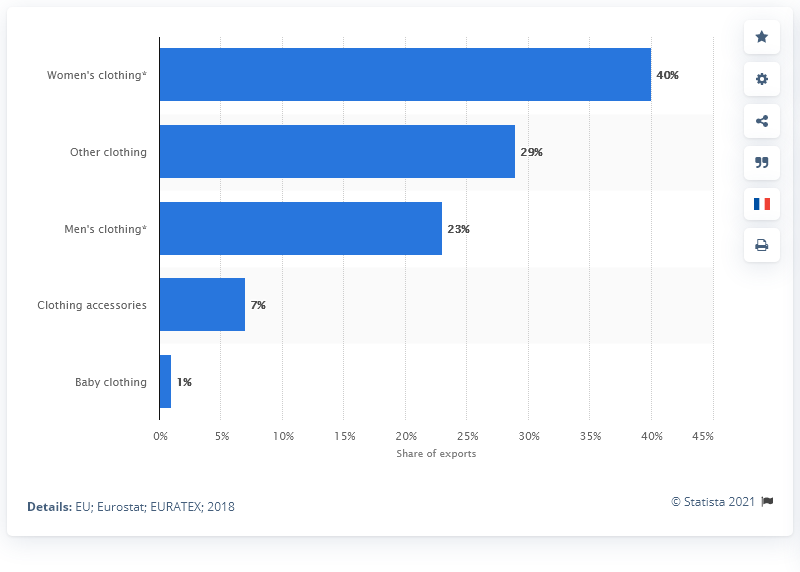 Women's clothing*
40%
Other clothing
29%
Men's clothing*
23%
Clothing accessories
7%
Baby clothing
1%
0% 5% 10% 15% 20% 25% 30% 35% 40% 45%
Share of exports
Details: EU; Eurostat; EURATEX; 2018
© Statista 2021